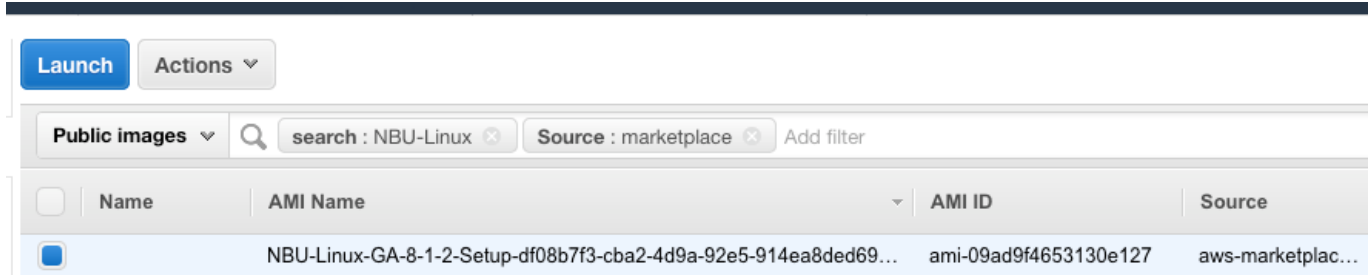 Launch Actions
Public images search : NBU-Linux Source : marketplace Add filter
Name AMI Name AMI ID Source
NBU-Linux-GA-8-1-2-Setup-df08b7f3-cba2-4d9a-92e5-914ea8ded69... ami-09ad9f4653130e127 aws-marketplac...